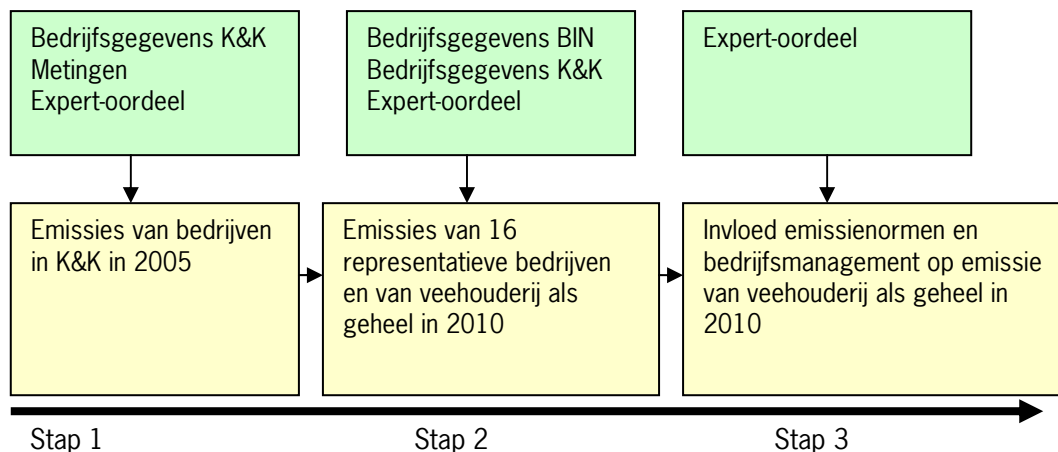 Bedrijfsgegevens K&K
Metingen
Expert-oordeel
Bedrijfsgegevens BIN
Bedrijfsgegevens K&K
Expert-oordeel
Expert-oordeel
Emissies van bedrijven
in K&K in 2005
Emissies van 16
representatieve bedrijven
en van veehouderij als
geheel in 2010
Invloed emissienormen en
bedrijfsmanagement op emissie
van veehouderij als geheel in
2010
Stap 1
Stap 2
Stap 3